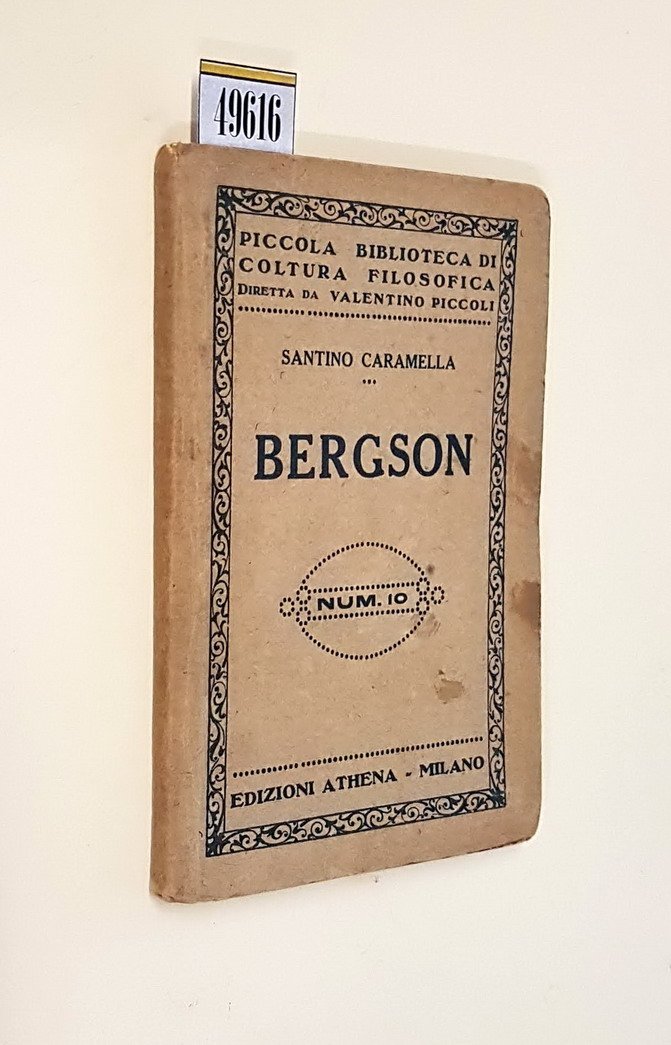 49616
PICCOLA BIBLIOTECA DI
COLTURA FILOSOFICA
DIRETTA DA VALENTINO PICCOLI
SANTINO CARAMELLA
BERGSON
NUM. 10
EDIZIONI ATHENA - MILANO